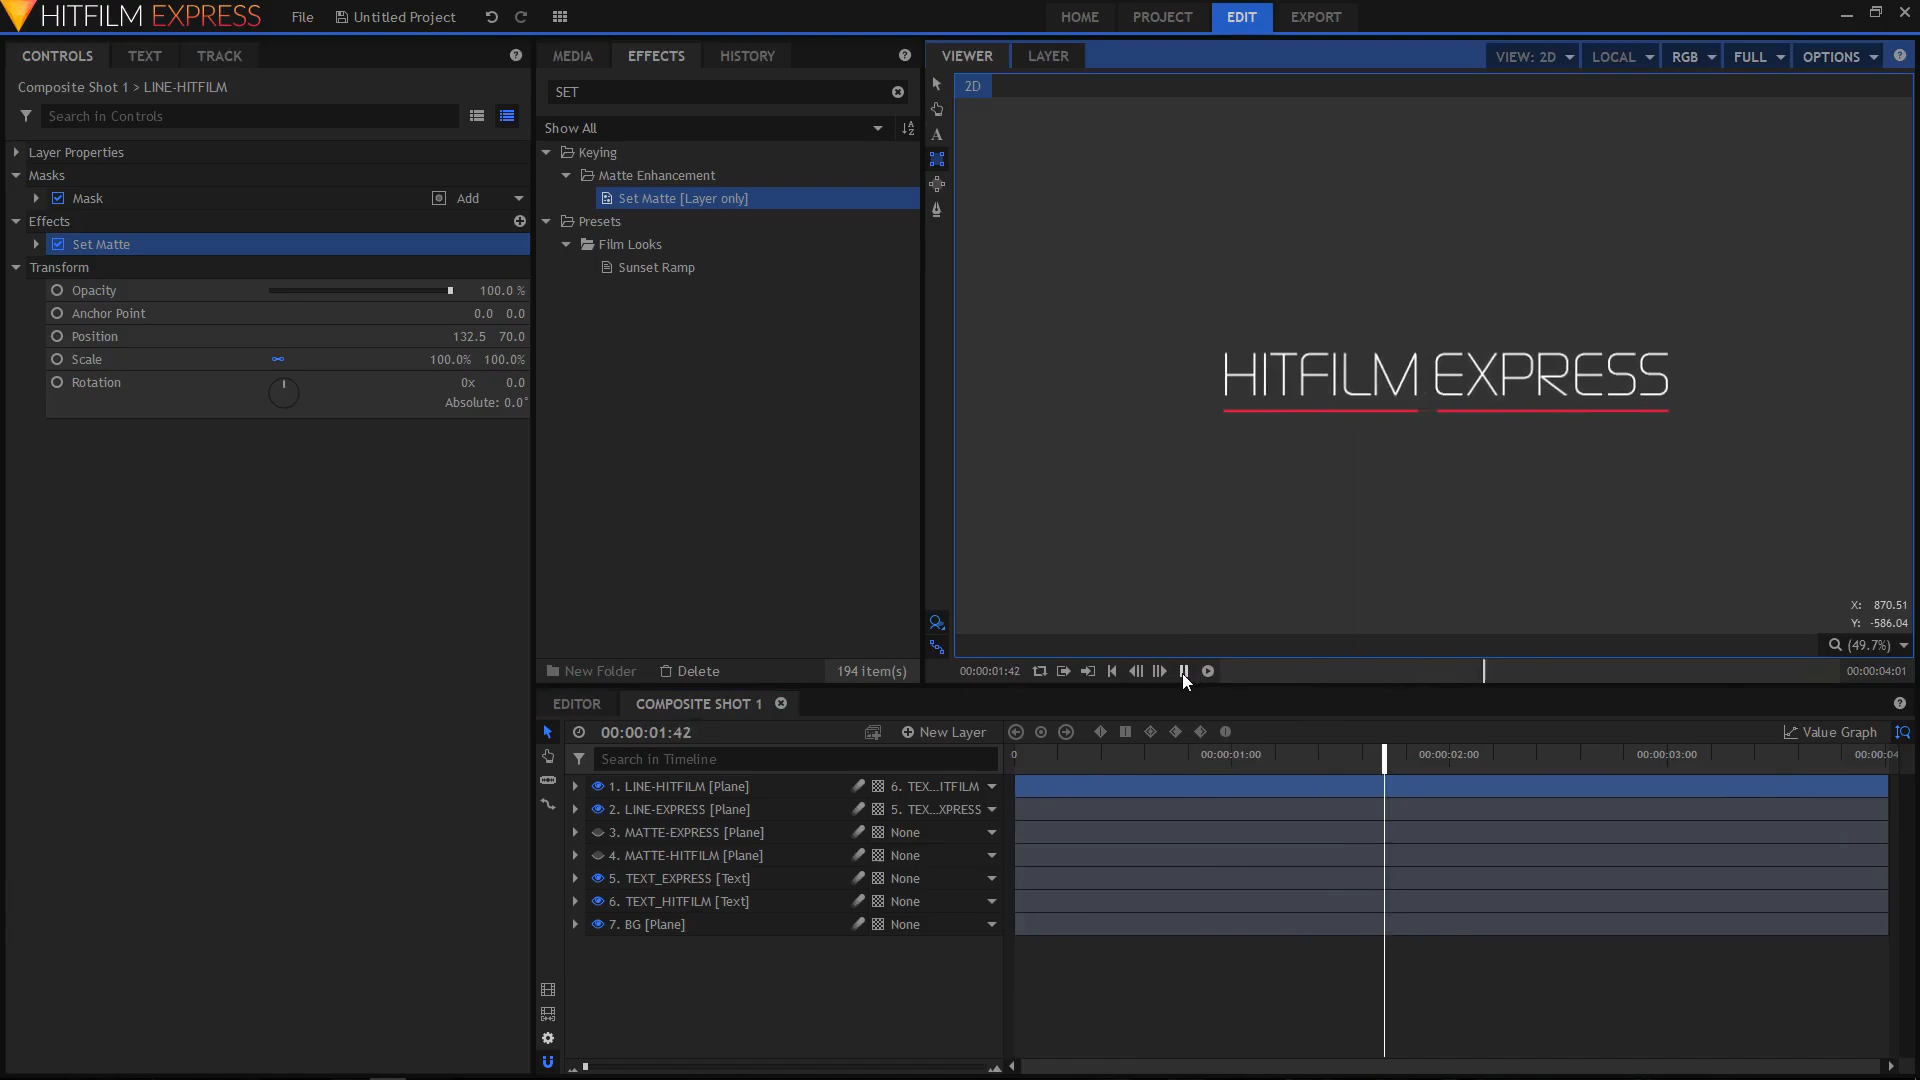 HITFILM EXPRESS
File
Untitled Project
HOME
PROJECT
EDIT
EXPORT
CONTROLS
TEXT
TRACK
Composite Shot 1 > LINE-HITFILM
Search in Controls
Layer Properties
Masks
Mask
Add
Effects
Set Matte
Transform
Opacity
100.0 %
Anchor Point
0.0 0.0
Position
132.5 70.0
Scale
100.0% 100.0%
Rotation
0x 0.0
Absolute: 0.0°
MEDIA
EFFECTS
HISTORY
SET
Show All
Keying
Matte Enhancement
Set Matte [Layer only]
Presets
Film Looks
Sunset Ramp
New Folder
Delete
194 item(s)
VIEWER
LAYER
VIEW: 2D
LOCAL
RGB
FULL
OPTIONS
2D
HITFILM EXPRESS
X: 870.51
Y: -586.04
(49.7%)
00:00:01:42
00:00:04:01
EDITOR
COMPOSITE SHOT 1
00:00:01:42
New Layer
Value Graph
Search in Timeline
0
00:00:01:00
00:00:02:00
00:00:03:00
00:00:04
1. LINE-HITFILM [Plane]
6. TEX...ITFILM
2. LINE-EXPRESS [Plane]
5. TEX...XPRESS
3. MATTE-EXPRESS [Plane]
None
4. MATTE-HITFILM [Plane]
None
5. TEXT_EXPRESS [Text]
None
6. TEXT_HITFILM [Text]
None
7. BG [Plane]
None